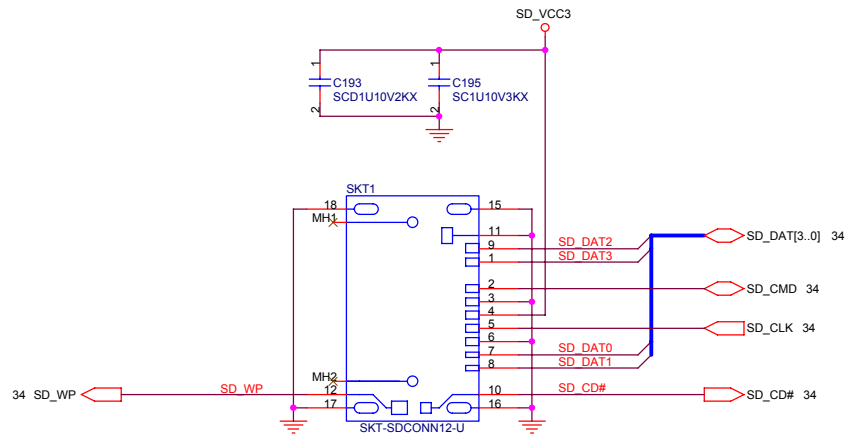 SD_VCC3
1 1
C193 C195
SCD1U10V2KX SC1U10V3KX
2 2
SKT1
18 15
MH1
11
9 SD_DAT2 SD_DAT[3..0] 34
1 SD_DAT3
2 SD_CMD 34
3
4
5 SD_CLK 34
6
7 SD_DAT0
8 SD_DAT1
MH2
34 SD_WP SD_WP 12 10 SD_CD# SD_CD# 34
17 16
SKT-SDCONN12-U